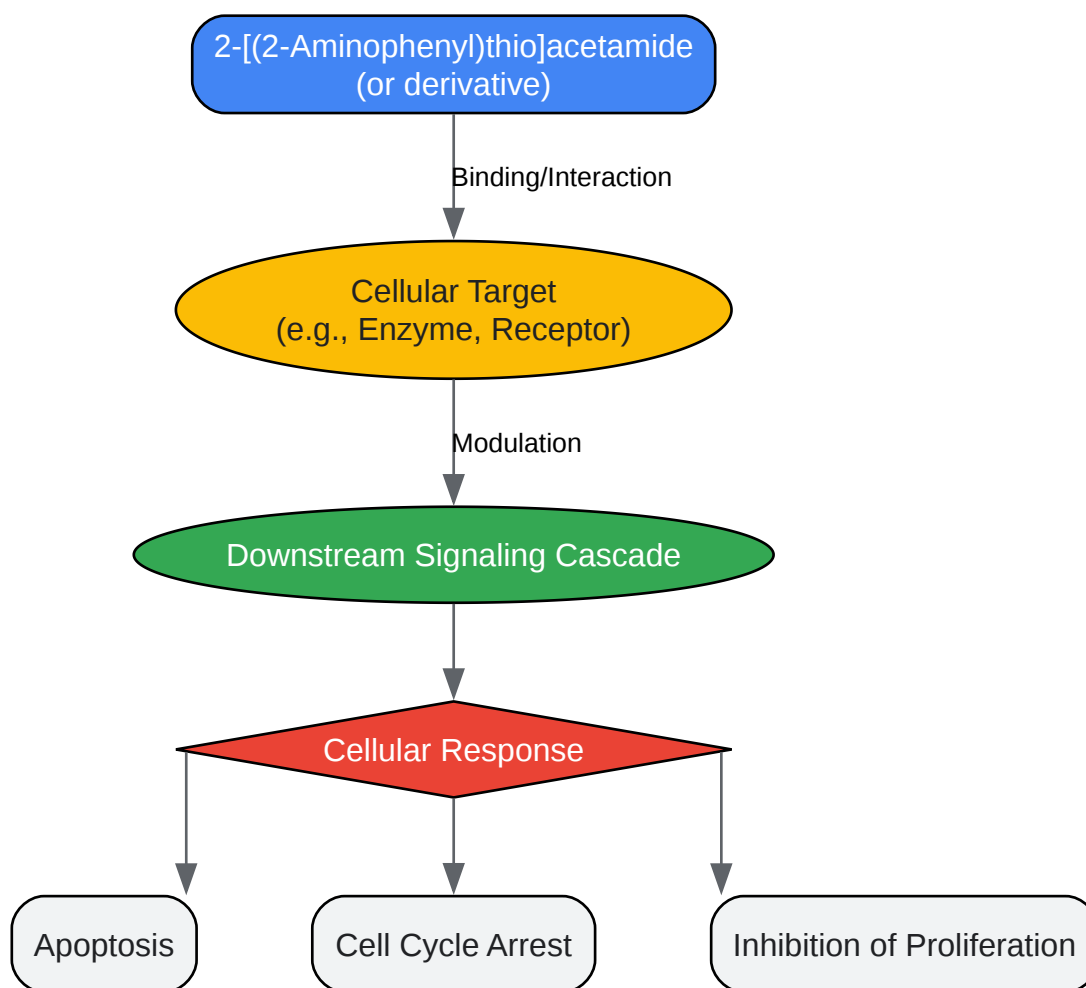 2-[(2-Aminophenyl)thio]acetamide
(or derivative)
Binding/Interaction
Cellular Target
(e.g., Enzyme, Receptor)
Modulation
Downstream Signaling Cascade
Cellular Response
Apoptosis
Cell Cycle Arrest
Inhibition of Proliferation